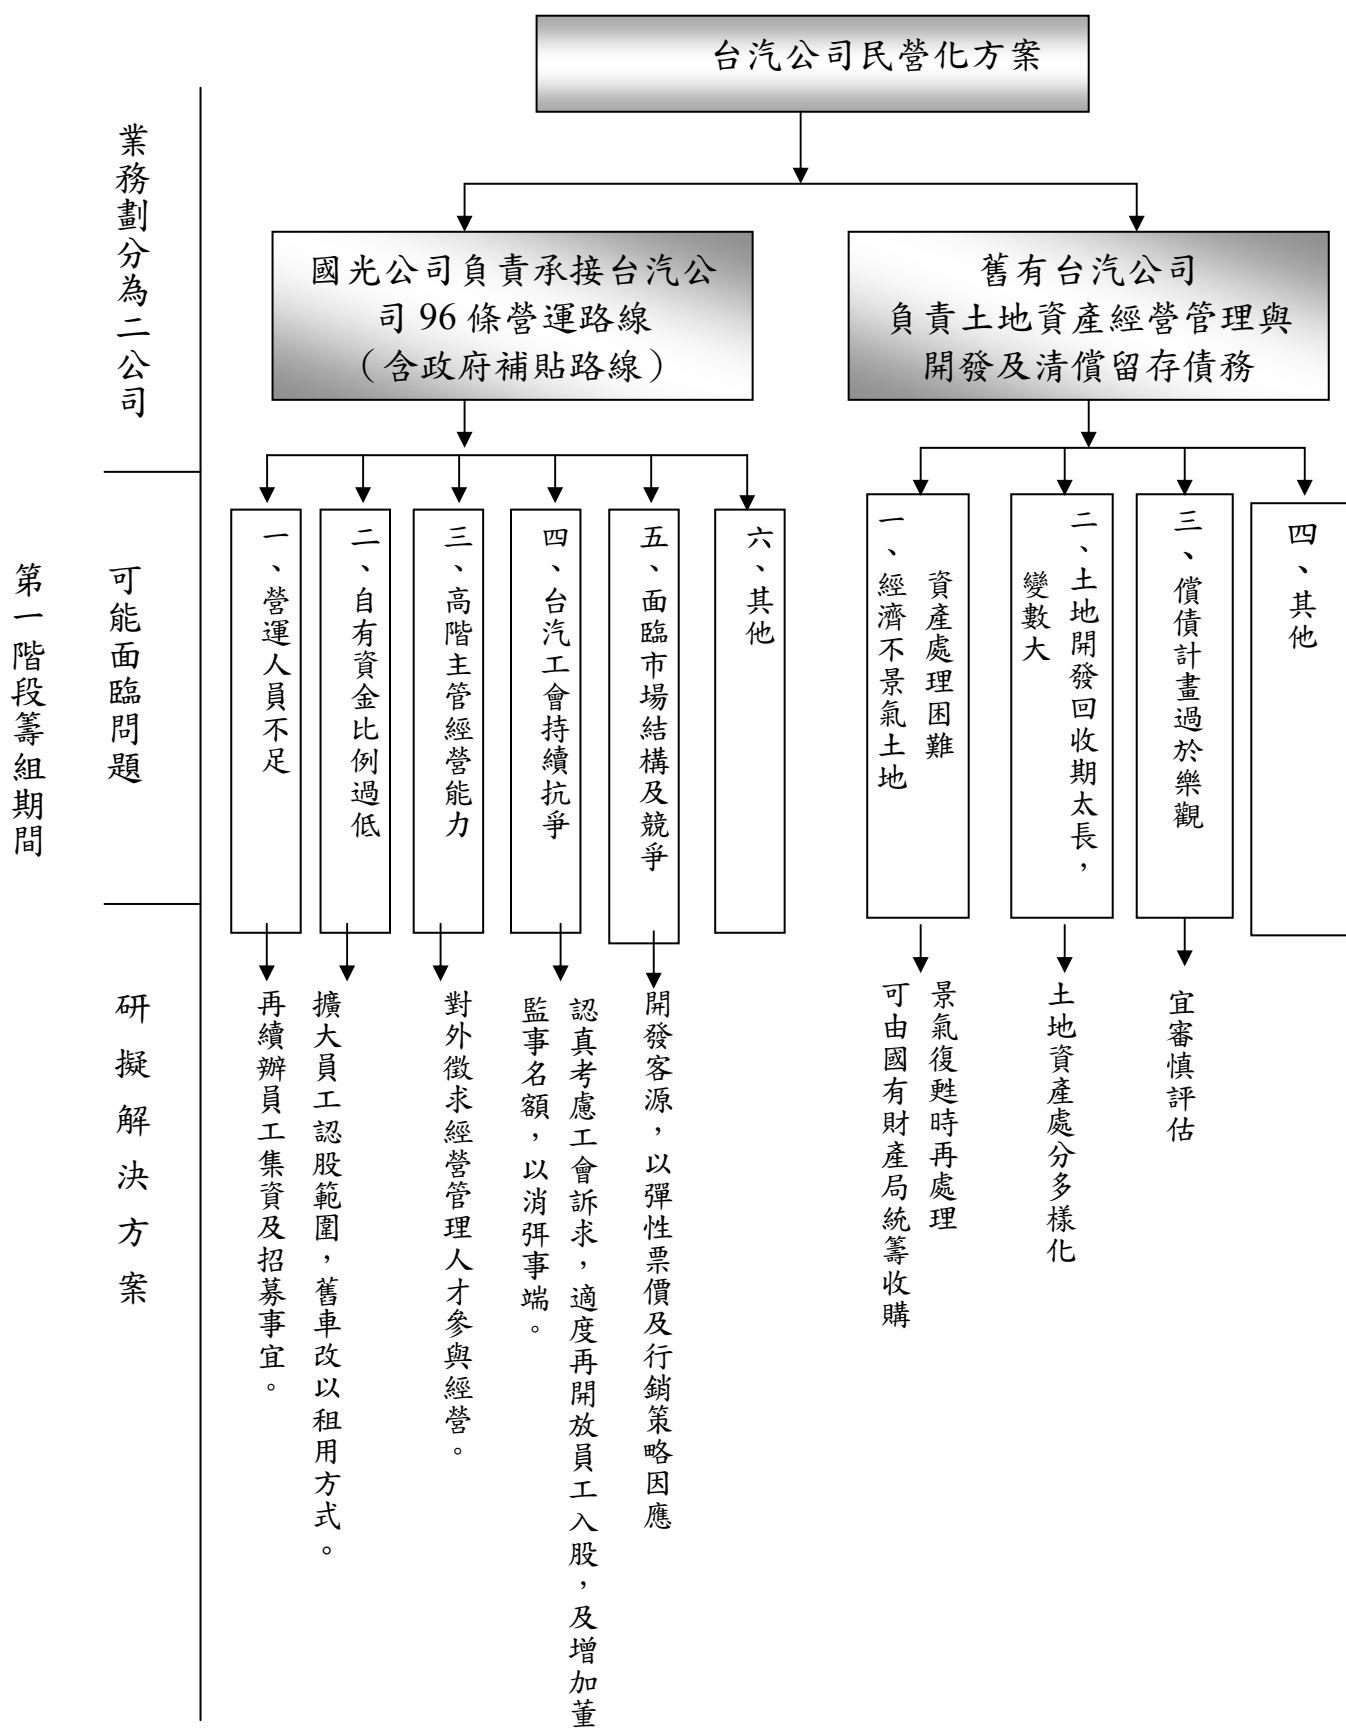 台汽公司民營化方案
業務劃分為二公司
國光公司負責承接台汽公
司 96 條營運路線
（含政府補貼路線）
舊有台汽公司
負責土地資產經營管理與
開發及清償留存債務
第一階段籌組期間
可能面臨問題
一、營運人員不足
二、自有資金比例過低
三、高階主管經營能力
四、台汽工會持續抗爭
五、面臨市場結構及競爭
六、其他
一、經濟不景氣土地
資產處理困難
二、土地開發回收期太長，
變數大
三、償債計畫過於樂觀
四、其他
研擬解決方案
再續辦員工集資及招募事宜。
擴大員工認股範圍，舊車改以租用方式。
對外徵求經營管理人才參與經營。
認真考慮工會訴求，適度再開放員工入股，及增加董
監事名額，以消弭事端。
開發客源，以彈性票價及行銷策略因應
景氣復甦時再處理
可由國有財產局統籌收購
土地資產處分多樣化
宜審慎評估